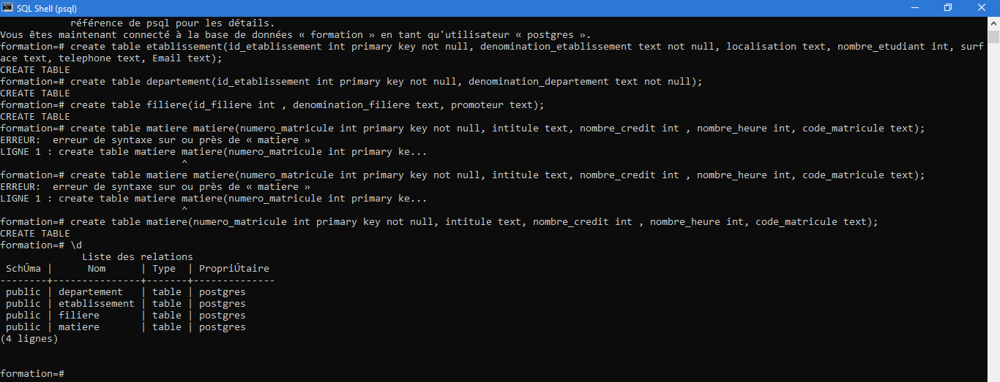 SQL Shell (psql)
référence de psql pour les détails.
Vous êtes maintenant connecté à la base de données « formation » en tant qu'utilisateur « postgres ».
formation=# create table etablissement(id_etablissement int primary key not null, denomination_etablissement text not null, localisation text, nombre_etudiant int, surf
ace text, telephone text, Email text);
CREATE TABLE
formation=# create table departement(id_etablissement int primary key not null, denomination_departement text not null);
CREATE TABLE
formation=# create table filiere(id_filiere int , denomination_filiere text, promoteur text);
CREATE TABLE
formation=# create table matiere matiere(numero_matricule int primary key not null, intitule text, nombre_credit int , nombre_heure int, code_matricule text);
ERREUR:  erreur de syntaxe sur ou près de « matiere »
LIGNE 1 : create table matiere matiere(numero_matricule int primary ke...
^
formation=# create table matiere matiere(numero_matricule int primary key not null, intitule text, nombre_credit int , nombre_heure int, code_matricule text);
ERREUR:  erreur de syntaxe sur ou près de « matiere »
LIGNE 1 : create table matiere matiere(numero_matricule int primary ke...
^
formation=# create table matiere(numero_matricule int primary key not null, intitule text, nombre_credit int , nombre_heure int, code_matricule text);
CREATE TABLE
formation=# \d
Liste des relations
SchÚma |      Nom      | Type  | PropriÚtaire
--------+---------------+-------+--------------
public | departement   | table | postgres
public | etablissement | table | postgres
public | filiere       | table | postgres
public | matiere       | table | postgres
(4 lignes)
formation=#